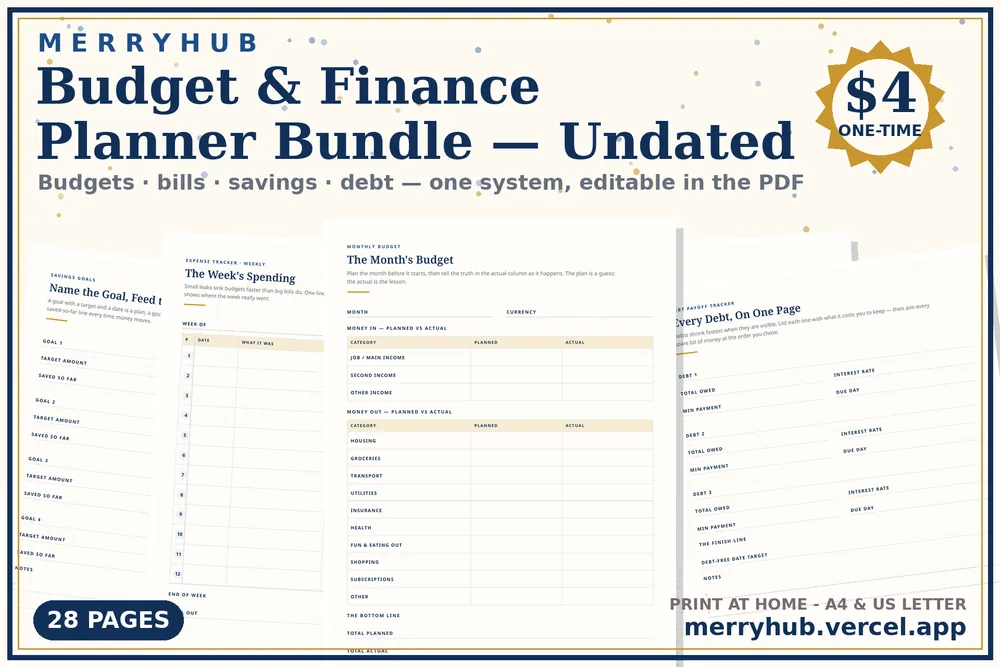 MERRYHUB
Budget & Finance
Planner Bundle — Undated
Budgets · bills · savings · debt — one system, editable in the PDF
$4
ONE-TIME
SAVINGS GOALS
Name the Goal, Feed t
A goal with a target and a date is a plan, a goa
saved-so-far line every time money moves.
GOAL 1
TARGET AMOUNT
SAVED SO FAR
GOAL 2
TARGET AMOUNT
SAVED SO FAR
GOAL 3
TARGET AMOUNT
SAVED SO FAR
GOAL 4
TARGET AMOUNT
SAVED SO FAR
NOTES
EXPENSE TRACKER · WEEKLY
The Week's Spending
Small leaks sink budgets faster than big bills do. One line
shows where the week really went.
WEEK OF
# DATE WHAT IT WAS
1
2
3
4
5
6
7
8
9
10
11
12
END OF WEEK
OUT
MONTHLY BUDGET
The Month's Budget
Plan the month before it starts, then tell the truth in the actual column as it happens. The plan is a guess;
the actual is the lesson.
MONTH CURRENCY
MONEY IN — PLANNED VS ACTUAL
CATEGORY PLANNED ACTUAL
JOB / MAIN INCOME
SECOND INCOME
OTHER INCOME
MONEY OUT — PLANNED VS ACTUAL
CATEGORY PLANNED ACTUAL
HOUSING
GROCERIES
TRANSPORT
UTILITIES
INSURANCE
HEALTH
FUN & EATING OUT
SHOPPING
SUBSCRIPTIONS
OTHER
THE BOTTOM LINE
TOTAL PLANNED
TOTAL ACTUAL
PAYOFF TRACKER
Every Debt, On One Page
shrink fastest when they are visible. List each one with what it costs you to keep — then aim every
spare bit of money at the order you chose.
DEBT 1 INTEREST RATE
TOTAL OWED DUE DAY
MIN PAYMENT
DEBT 2 INTEREST RATE
TOTAL OWED DUE DAY
MIN PAYMENT
DEBT 3 INTEREST RATE
TOTAL OWED DUE DAY
MIN PAYMENT
THE FINISH LINE
DEBT-FREE DATE TARGET
NOTES
28 PAGES
PRINT AT HOME - A4 & US LETTER
merryhub.vercel.app